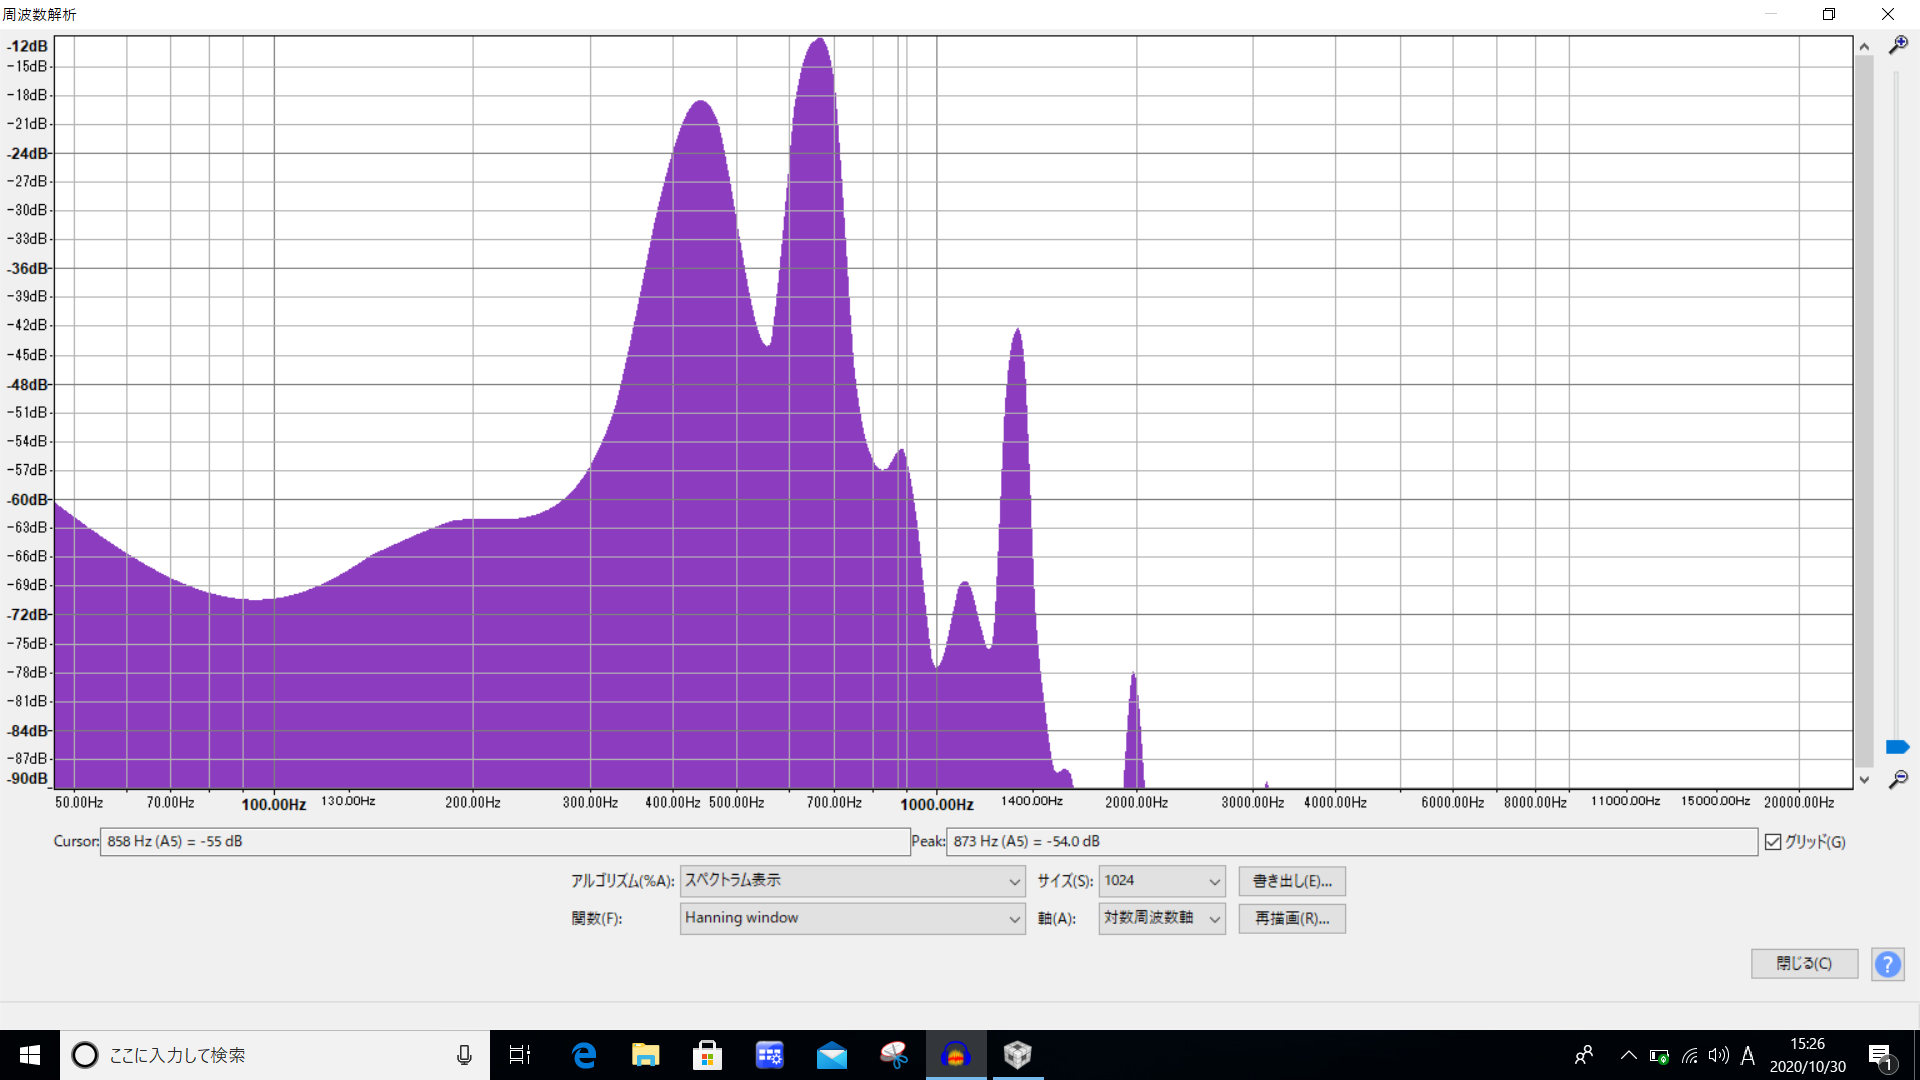 周波数解析
-12dB
-15dB
-18dB
-21dB
-24dB
-27dB
-30dB
-33dB
-36dB
-39dB
-42dB
-45dB
-48dB
-51dB
-54dB
-57dB
-60dB
-63dB
-66dB
-69dB
-72dB
-75dB
-78dB
-81dB
-84dB
-87dB
-90dB
50.00Hz 70.00Hz 100.00Hz 130.00Hz 200.00Hz 300.00Hz 400.00Hz 500.00Hz 700.00Hz 1000.00Hz 1400.00Hz 2000.00Hz 3000.00Hz 4000.00Hz 6000.00Hz 8000.00Hz 11000.00Hz 15000.00Hz 20000.00Hz
Cursor: 858 Hz (A5) = -55 dB Peak: 873 Hz (A5) = -54.0 dB グリッド(G)
アルゴリズム(%A): スペクトラム表示 サイズ(S): 1024 書き出し(E)...
関数(F): Hanning window 軸(A): 対数周波数軸 再描画(R)...
閉じる(C) ?
ここに入力して検索
A
15:26
2020/10/30
1